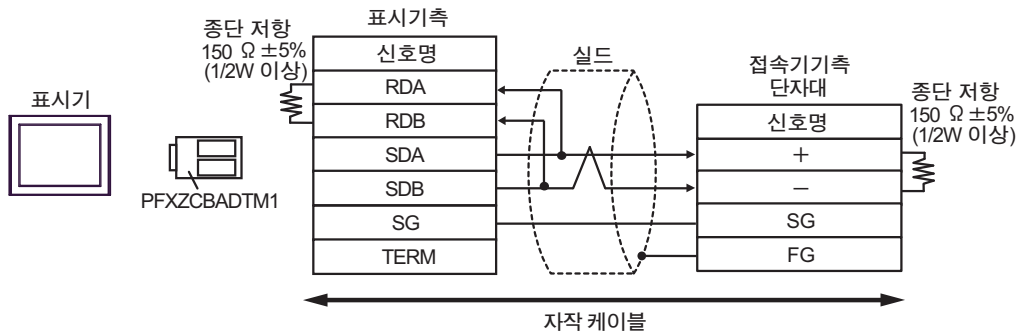 표시기
PFXZCBADTM1
종단 저항
150 Ω ±5%
(1/2W 이상)
표시기측
신호명
RDA
RDB
SDA
SDB
SG
TERM
실드
접속기기측
단자대
신호명
+
−
SG
FG
종단 저항
150 Ω ±5%
(1/2W 이상)
자작 케이블